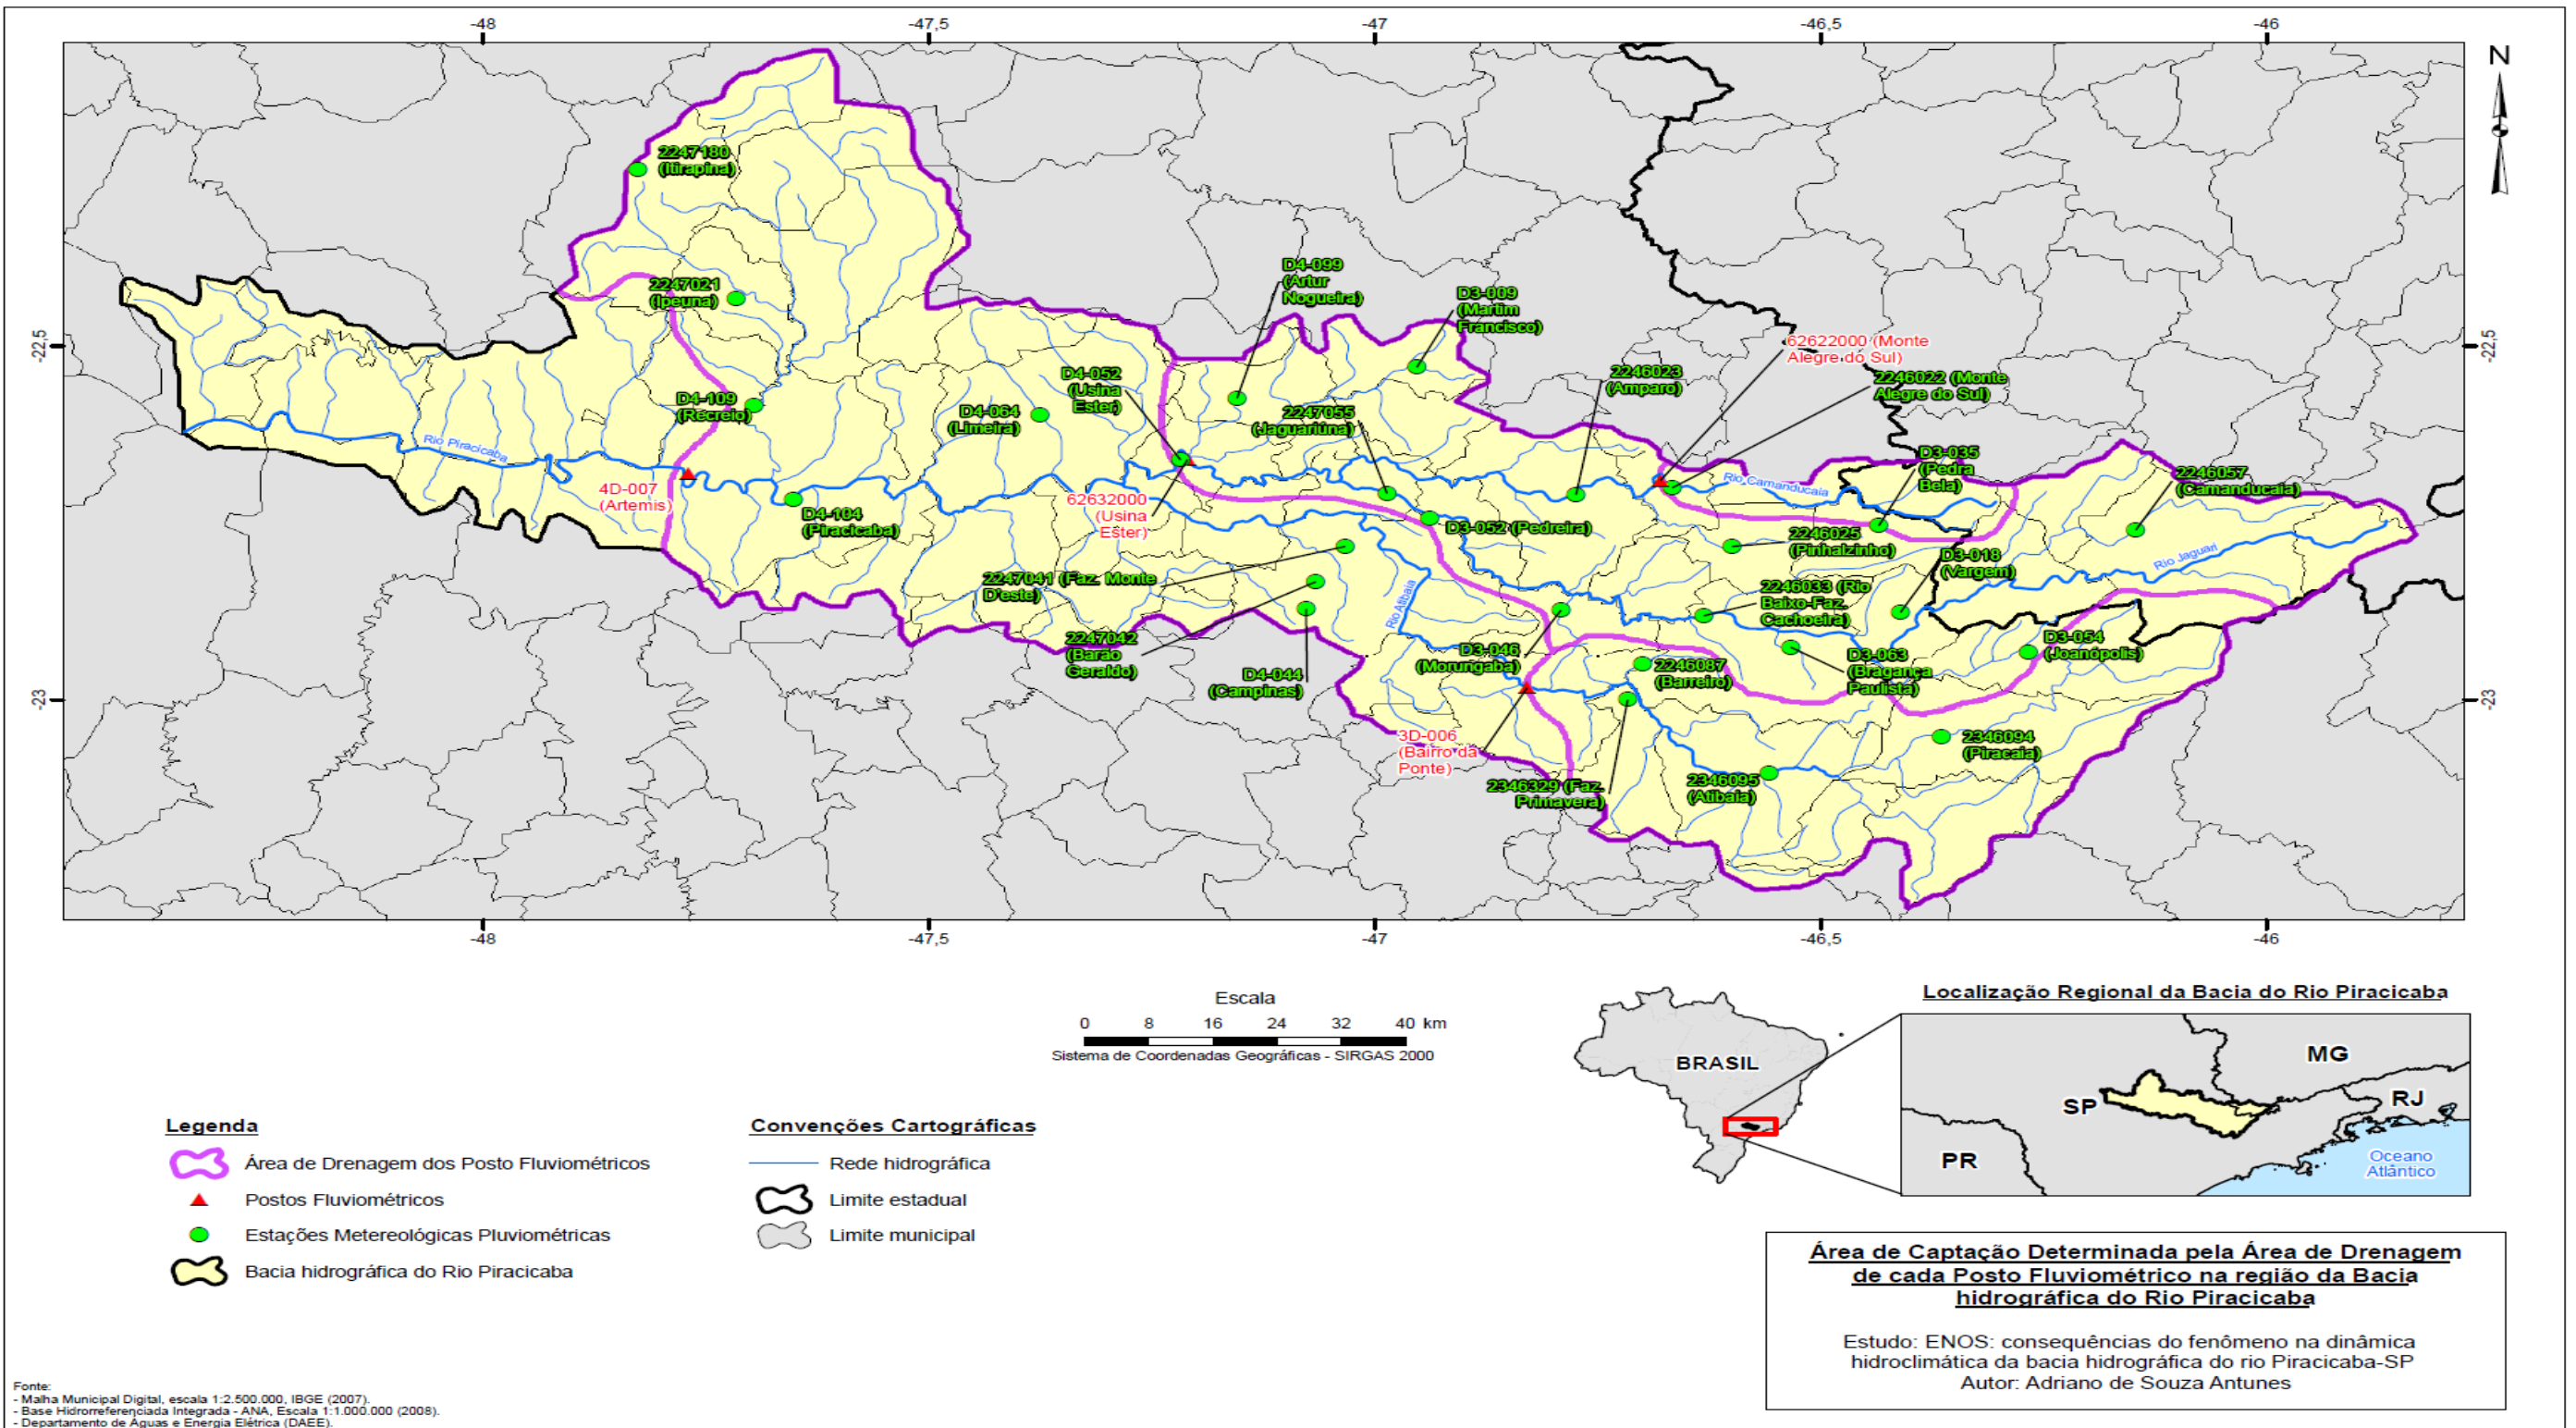 -48
-47,5
-47
-46,5
-46
N
2247180
(Itirapina)
2247021
(Ipeuna)
D4-099
(Artur
Nogueira)
D3-009
(Martim
Francisco)
62622000 (Monte
Alegre do Sul)
-22,5
-22,5
D4-052
(Usina
Ester)
2246023
(Amparo)
2246022 (Monte
Alegre do Sul)
D4-109
(Recreio)
D4-064
(Limeira)
2247055
(Jaguariúna)
Rio Piracicaba
D3-035
(Pedra
Bela)
2246057
(Camanducaia)
Rio Camanducaia
4D-007
(Artemis)
62632000
(Usina
Ester)
D4-104
(Piracicaba)
D3-052 (Pedreira)
2246025
(Pinhalzinho)
D3-018
(Vargem)
Rio Jaguari
2247041 (Faz. Monte
D'este)
Rio Atibaia
2246033 (Rio
Baixo-Faz.
Cachoeira)
2247042
(Barão
Geraldo)
D4-044
(Campinas)
D3-046
(Morungaba)
2246087
(Barreiro)
D3-063
(Bragança
Paulista)
D3-054
(Joanópolis)
-23
-23
3D-006
(Bairro da
Ponte)
2346094
(Piracaia)
2346329 (Faz.
Primavera)
2346095
(Atibaia)
-48
-47,5
-47
-46,5
-46
Escala
0 8 16 24 32 40 km
Sistema de Coordenadas Geográficas - SIRGAS 2000
Localização Regional da Bacia do Rio Piracicaba
BRASIL
MG
SP
RJ
PR
Oceano
Atlântico
Legenda
Área de Drenagem dos Posto Fluviométricos
Postos Fluviométricos
Estações Metereológicas Pluviométricas
Bacia hidrográfica do Rio Piracicaba
Convenções Cartográficas
Rede hidrográfica
Limite estadual
Limite municipal
Área de Captação Determinada pela Área de Drenagem
de cada Posto Fluviométrico na região da Bacia
hidrográfica do Rio Piracicaba
Estudo: ENOS: consequências do fenômeno na dinâmica
hidroclimática da bacia hidrográfica do rio Piracicaba-SP
Autor: Adriano de Souza Antunes
Fonte:
- Malha Municipal Digital, escala 1:2.500.000, IBGE (2007).
- Base Hidrorreferenciada Integrada - ANA, Escala 1:1.000.000 (2008).
- Departamento de Águas e Energia Elétrica (DAEE).